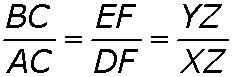 BC/AC = EF/DF = YZ/XZ